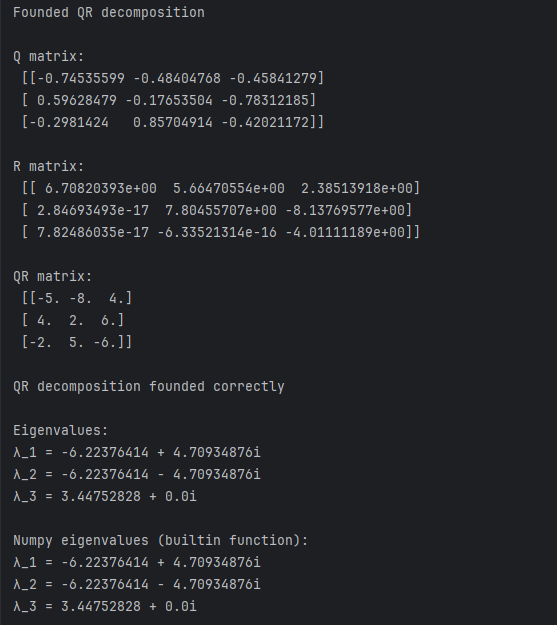 Founded QR decomposition
Q matrix:
[[-0.74535599 -0.48404768 -0.45841279]
[ 0.59628479 -0.17653504 -0.78312185]
[-0.2981424   0.85704914 -0.42021172]]
R matrix:
[[ 6.70820393e+00  5.66470554e+00  2.38513918e+00]
[ 2.84693493e-17  7.80455707e+00 -8.13769577e+00]
[ 7.82486035e-17 -6.33521314e-16 -4.01111189e+00]]
QR matrix:
[[-5. -8.  4.]
[ 4.  2.  6.]
[-2.  5. -6.]]
QR decomposition founded correctly
Eigenvalues:
λ_1 = -6.22376414 + 4.70934876i
λ_2 = -6.22376414 - 4.70934876i
λ_3 = 3.44752828 + 0.0i
Numpy eigenvalues (builtin function):
λ_1 = -6.22376414 + 4.70934876i
λ_2 = -6.22376414 - 4.70934876i
λ_3 = 3.44752828 + 0.0i